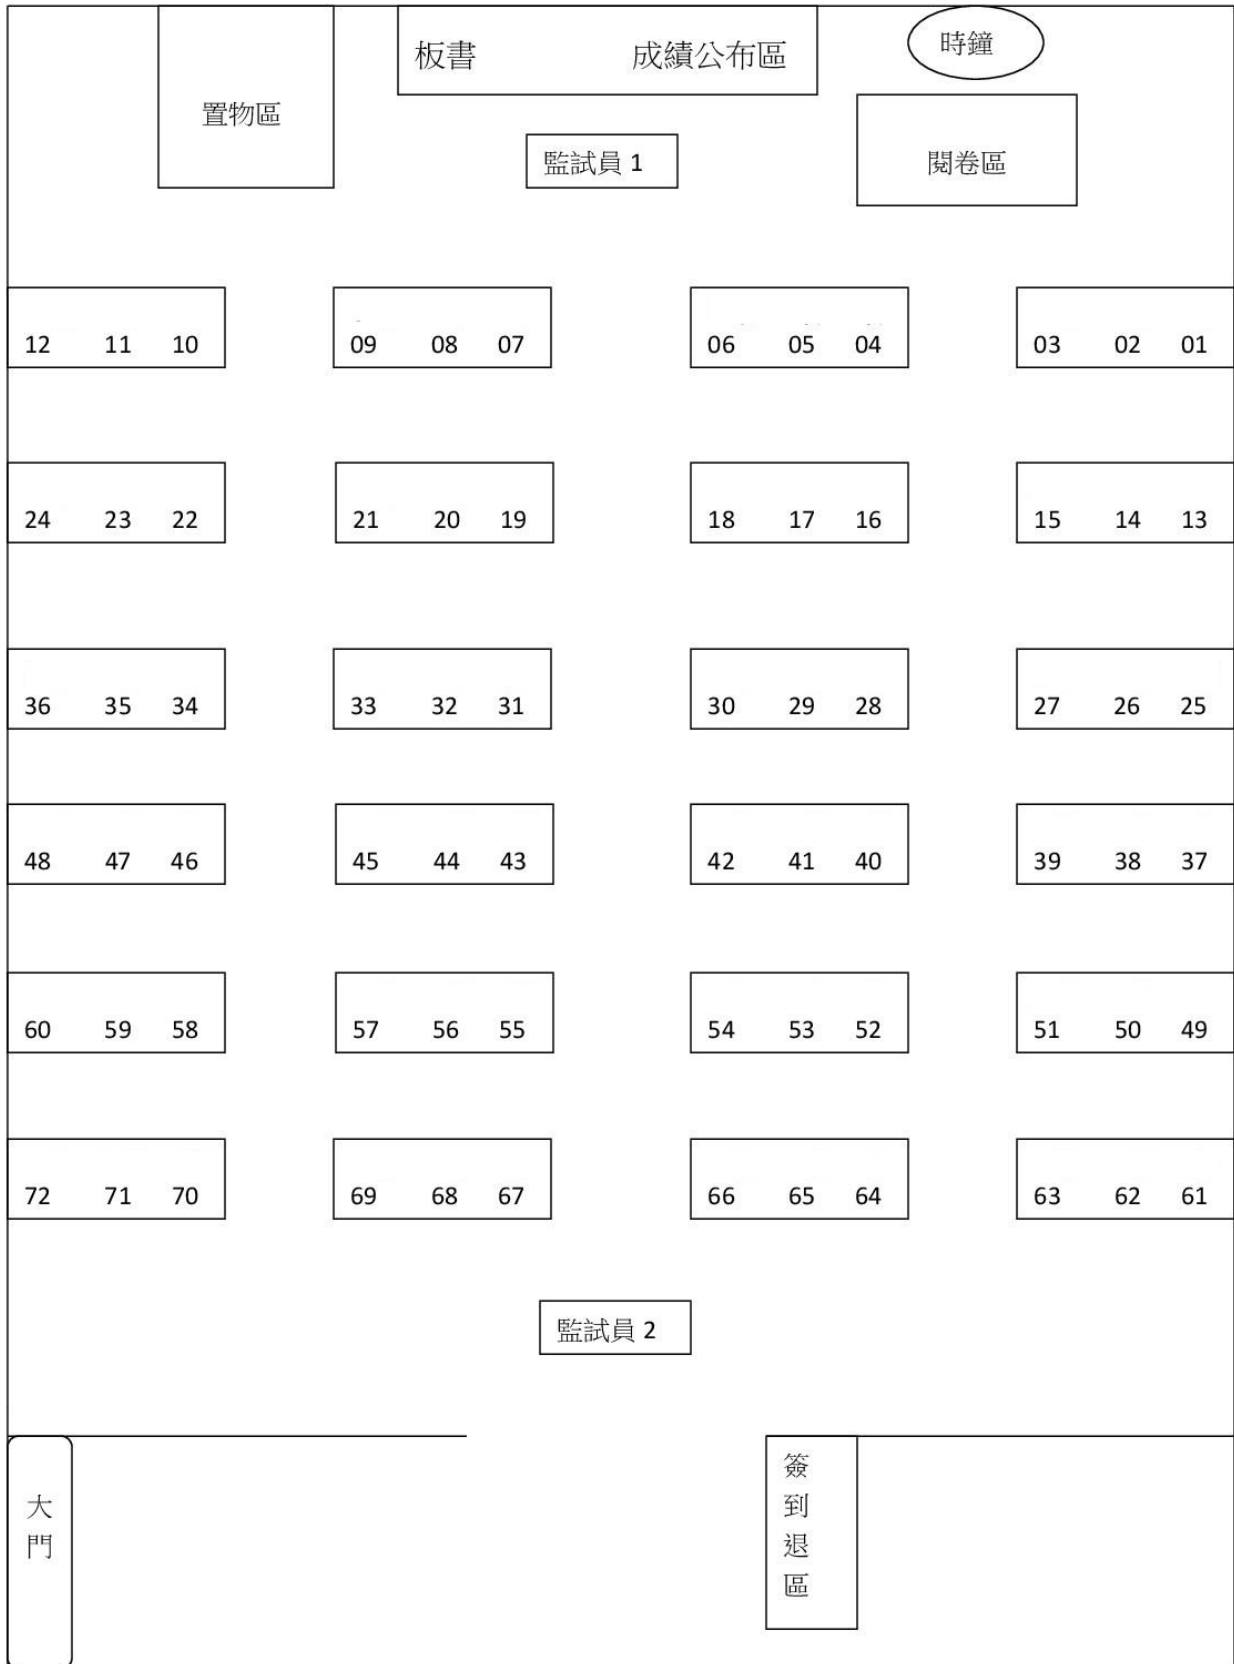 板書 成績公布區
時鐘
置物區
監試員 1
閱卷區
12 11 10 09 08 07 06 05 04 03 02 01
24 23 22 21 20 19 18 17 16 15 14 13
36 35 34 33 32 31 30 29 28 27 26 25
48 47 46 45 44 43 42 41 40 39 38 37
60 59 58 57 56 55 54 53 52 51 50 49
72 71 70 69 68 67 66 65 64 63 62 61
監試員 2
大
門
簽
到
退
區